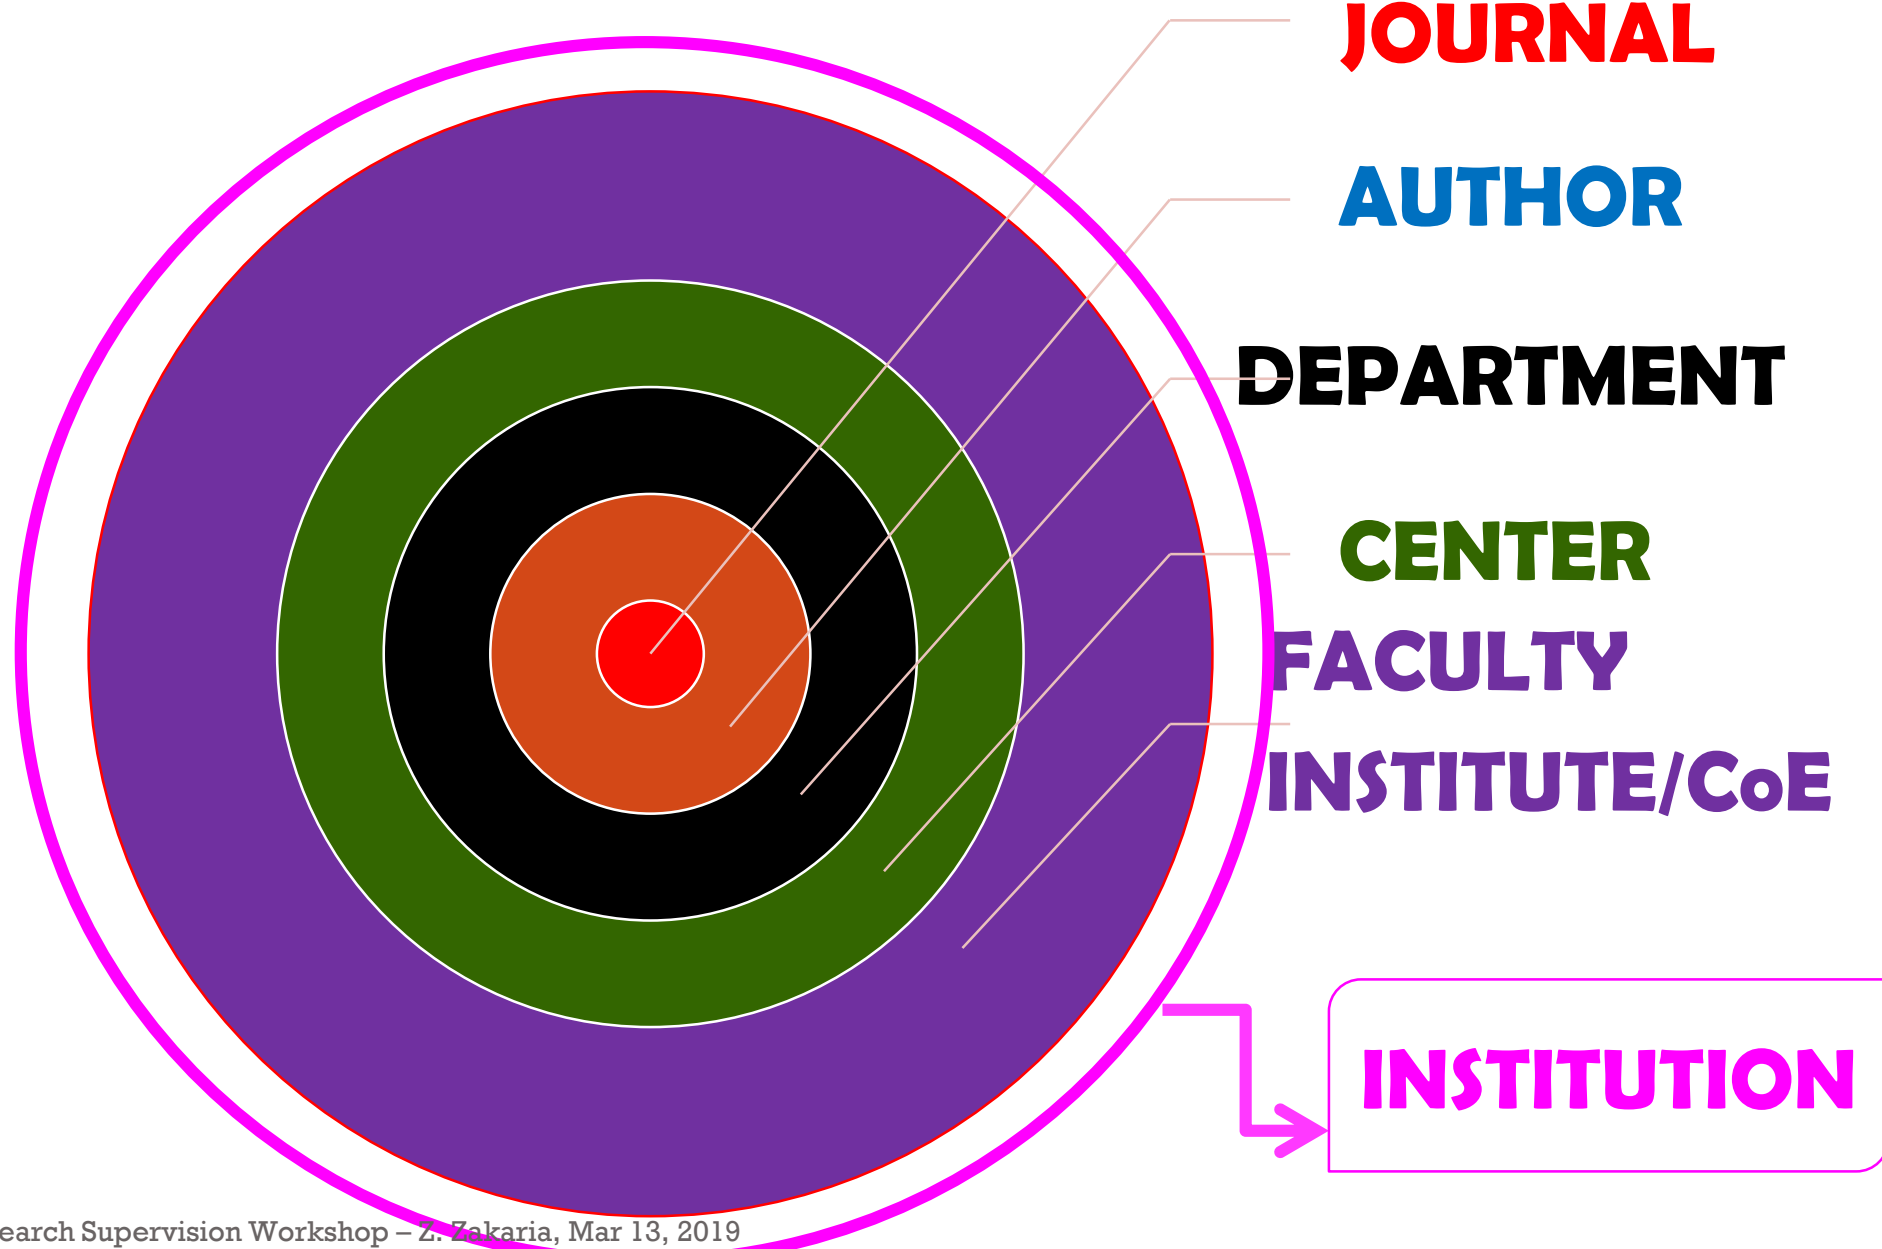 JOURNAL
AUTHOR
DEPARTMENT
CENTER
FACULTY
INSTITUTE/CoE
INSTITUTION
earch Supervision Workshop – Z. Zakaria, Mar 13, 2019